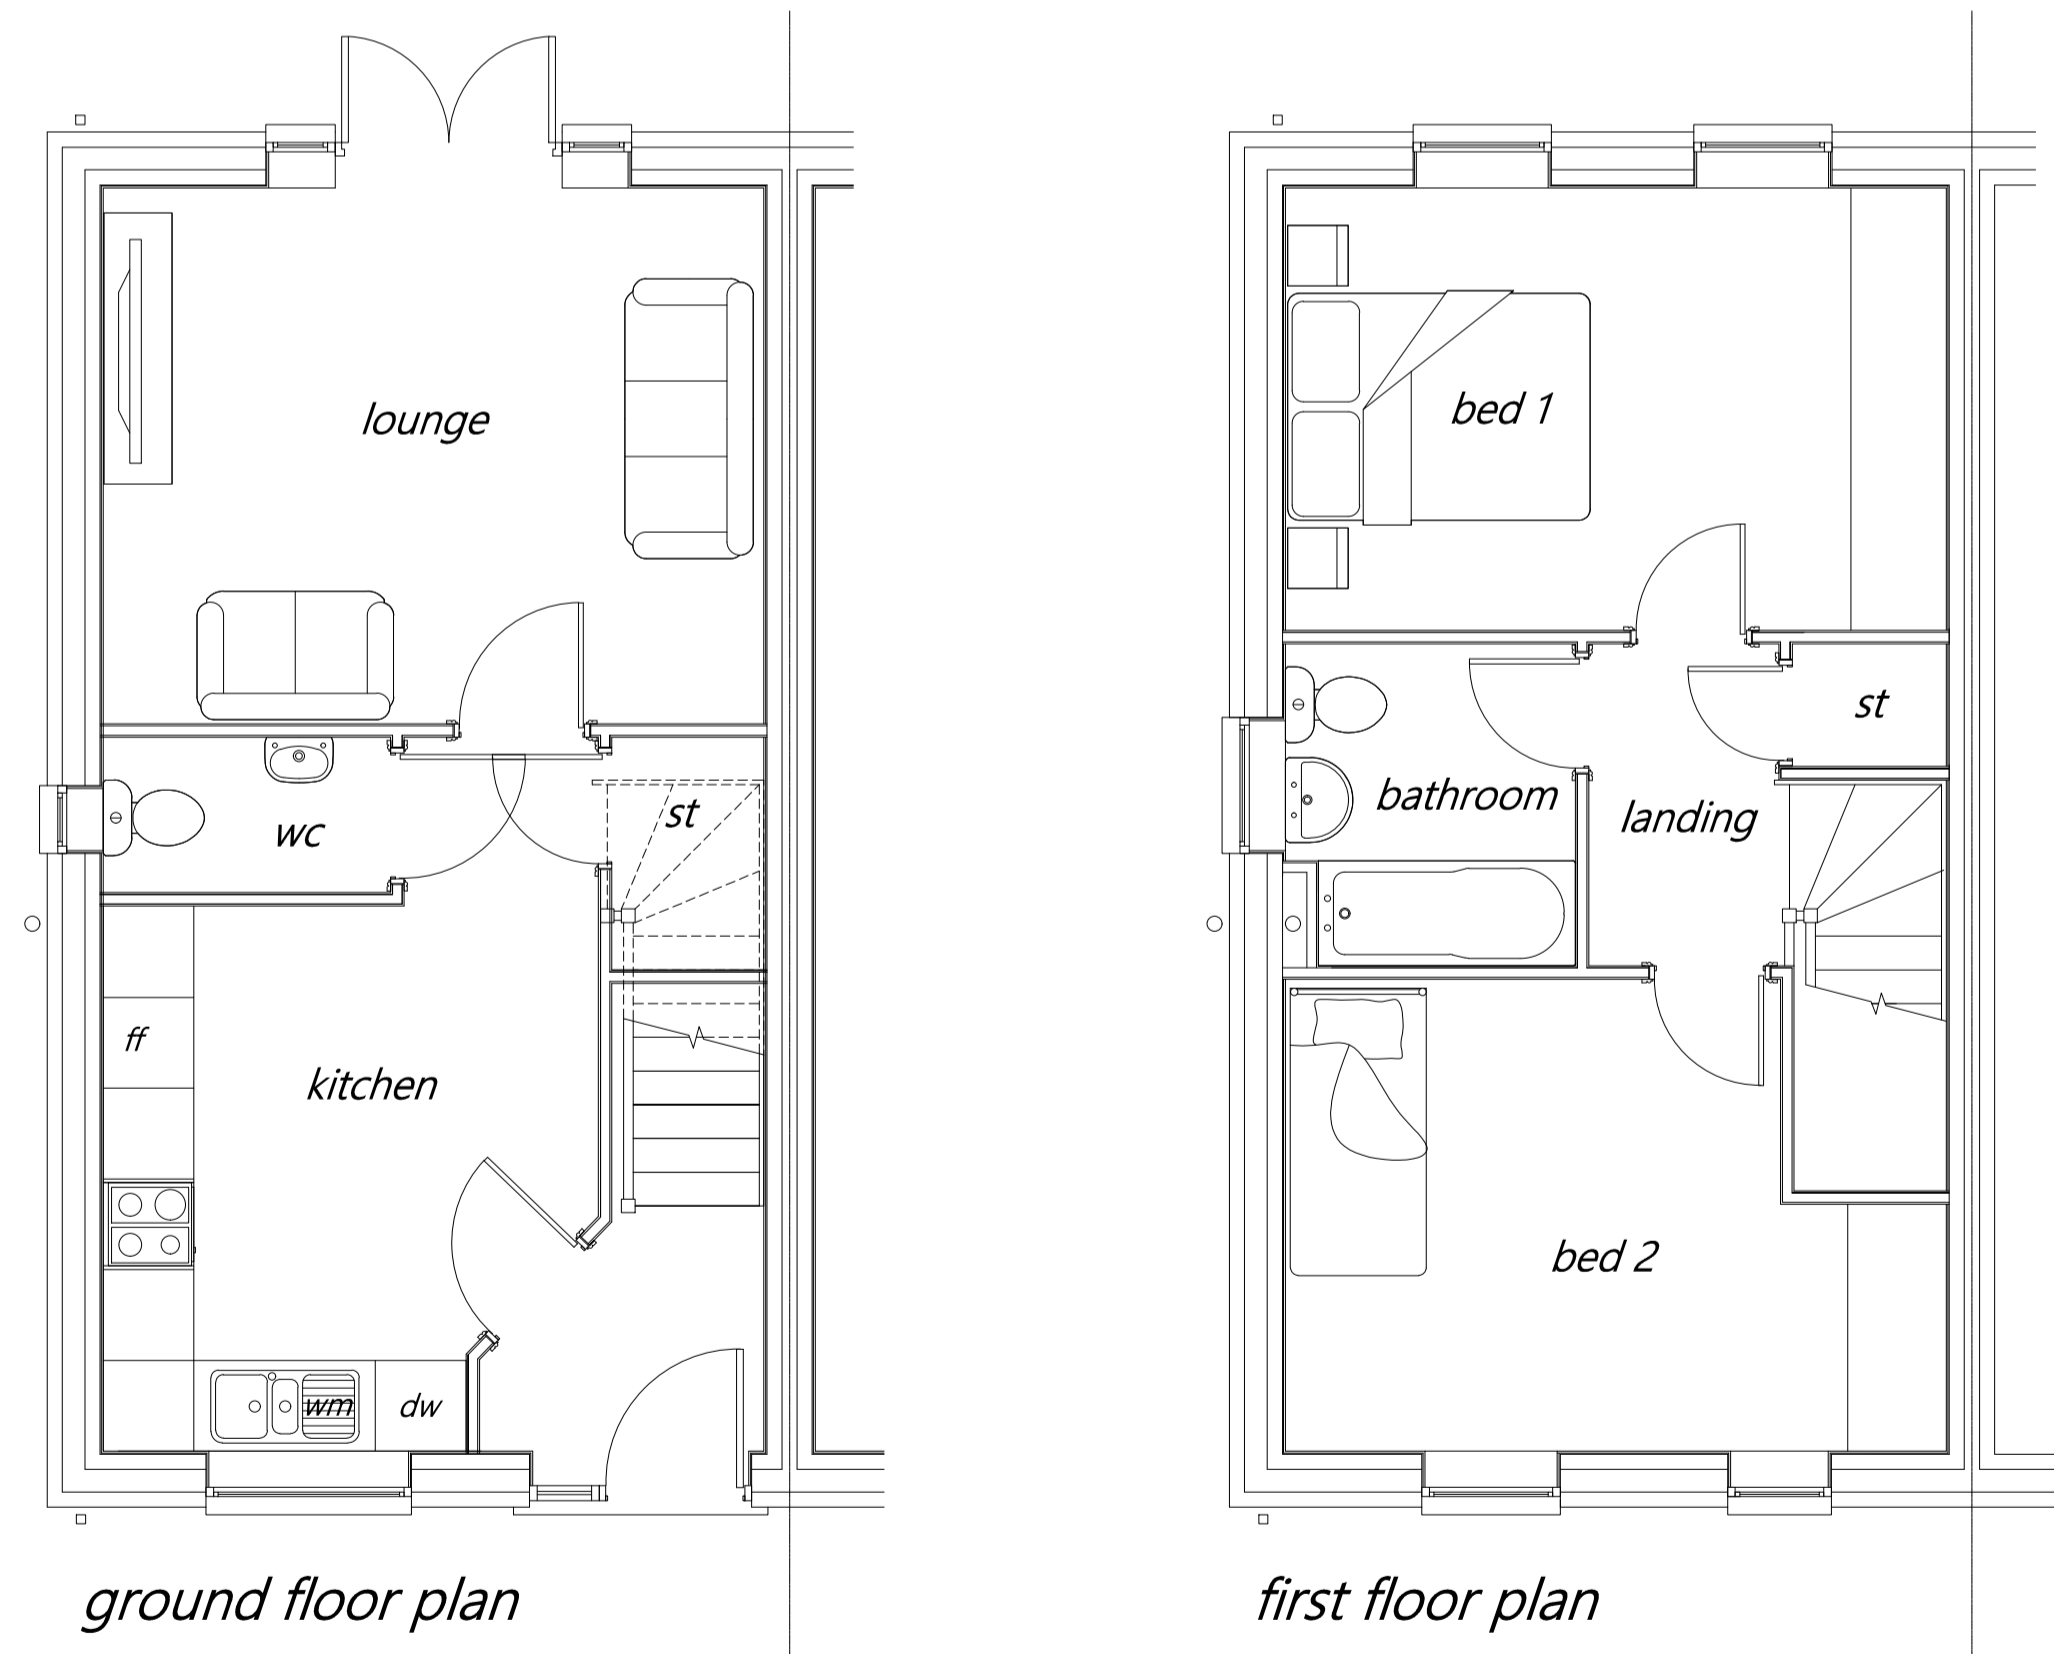 lounge
wc
st
ff
kitchen
wm
dw
ground floor plan
bed 1
st
bathroom
landing
bed 2
first floor plan